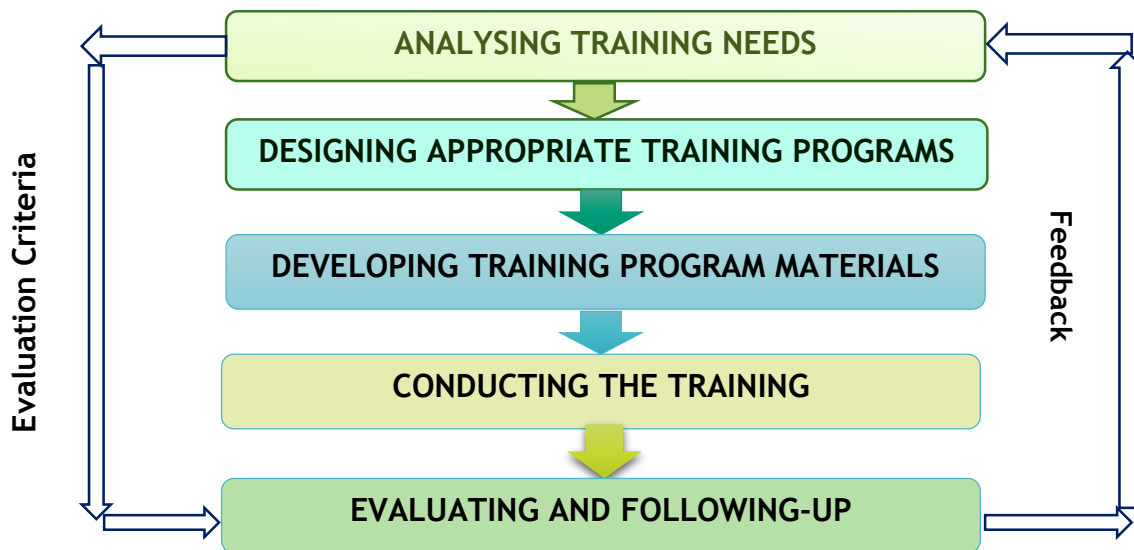 ANALYSING TRAINING NEEDS
DESIGNING APPROPRIATE TRAINING PROGRAMS
DEVELOPING TRAINING PROGRAM MATERIALS
CONDUCTING THE TRAINING
EVALUATING AND FOLLOWING-UP
Evaluation Criteria
Feedback